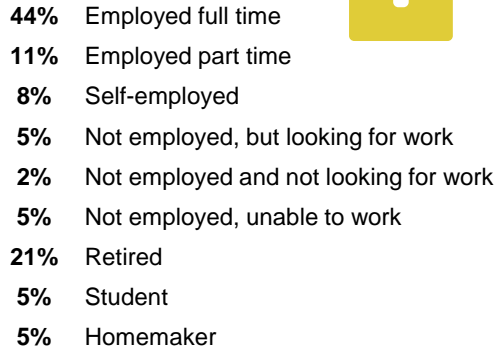 44% Employed full time
11% Employed part time
8% Self-employed
5% Not employed, but looking for work
2% Not employed and not looking for work
5% Not employed, unable to work
21% Retired
5% Student
5% Homemaker